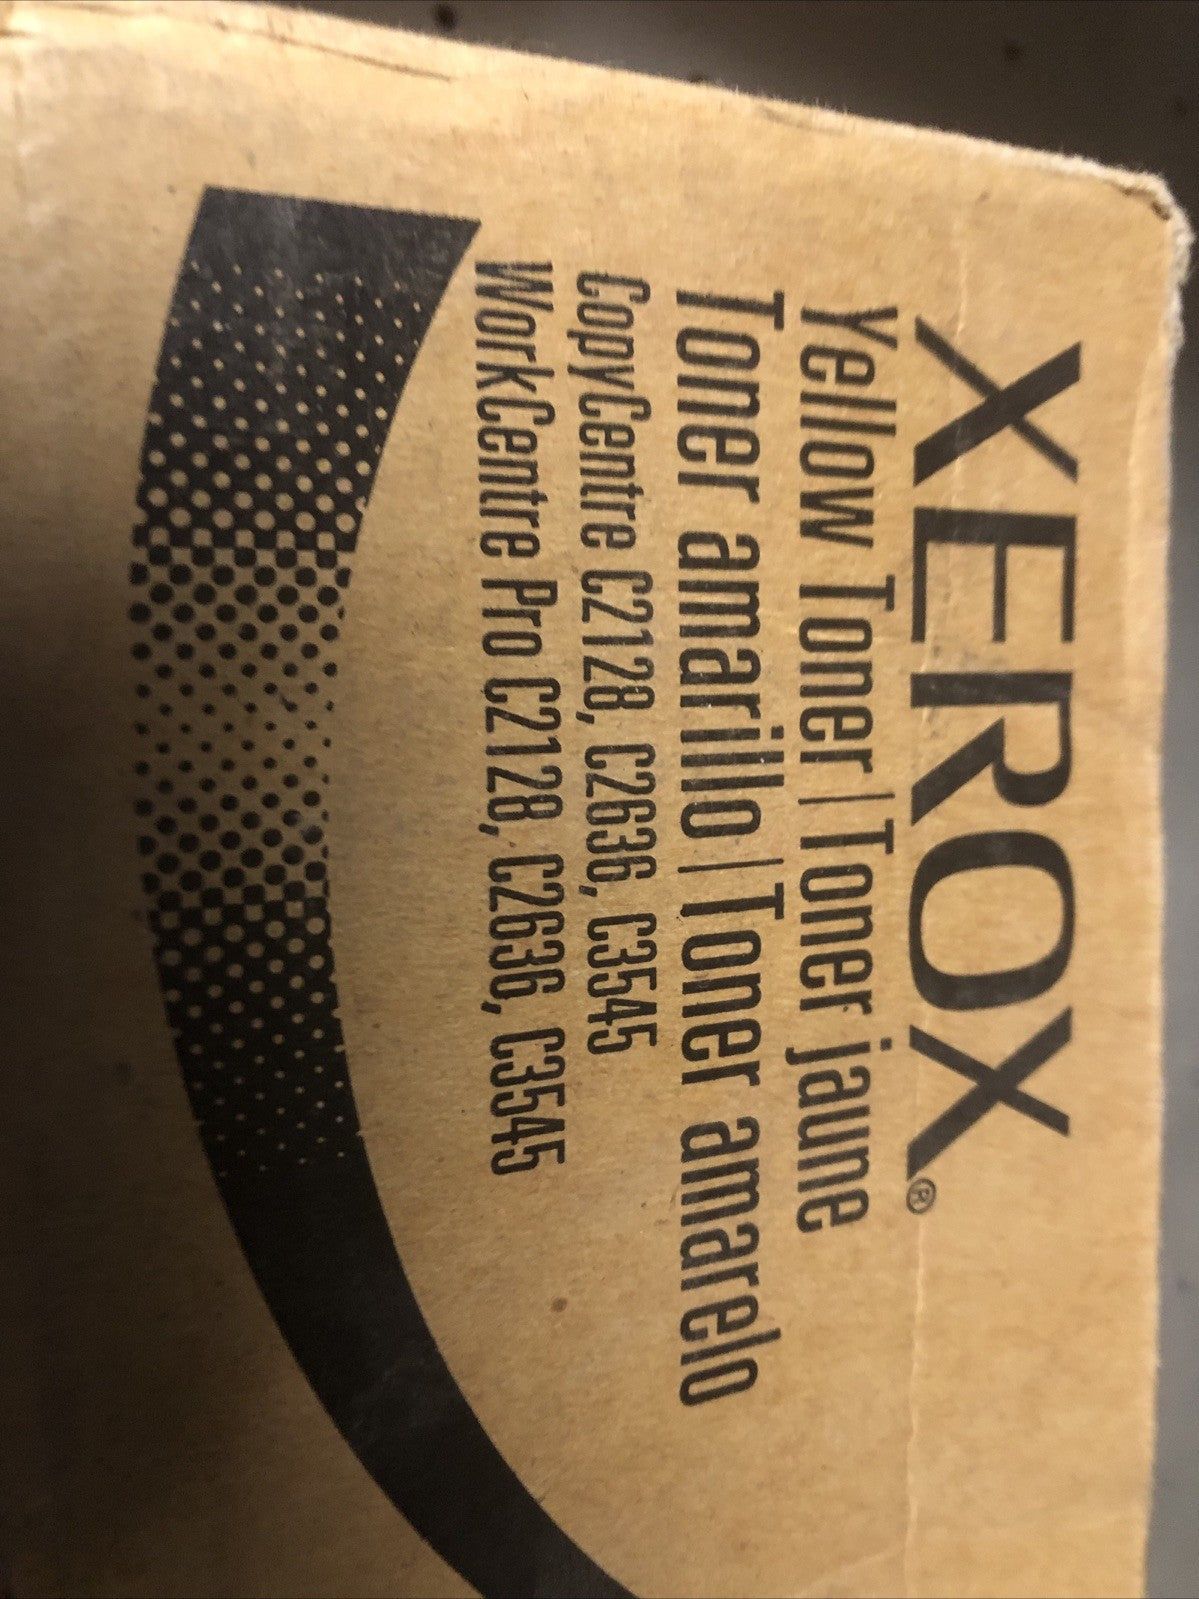 XEROX®
Yellow Toner | Toner jaune
Toner amarillo | Toner amarelo
CopyCentre C2128, C2636, C3545
WorkCentre Pro C2128, C2636, C3545